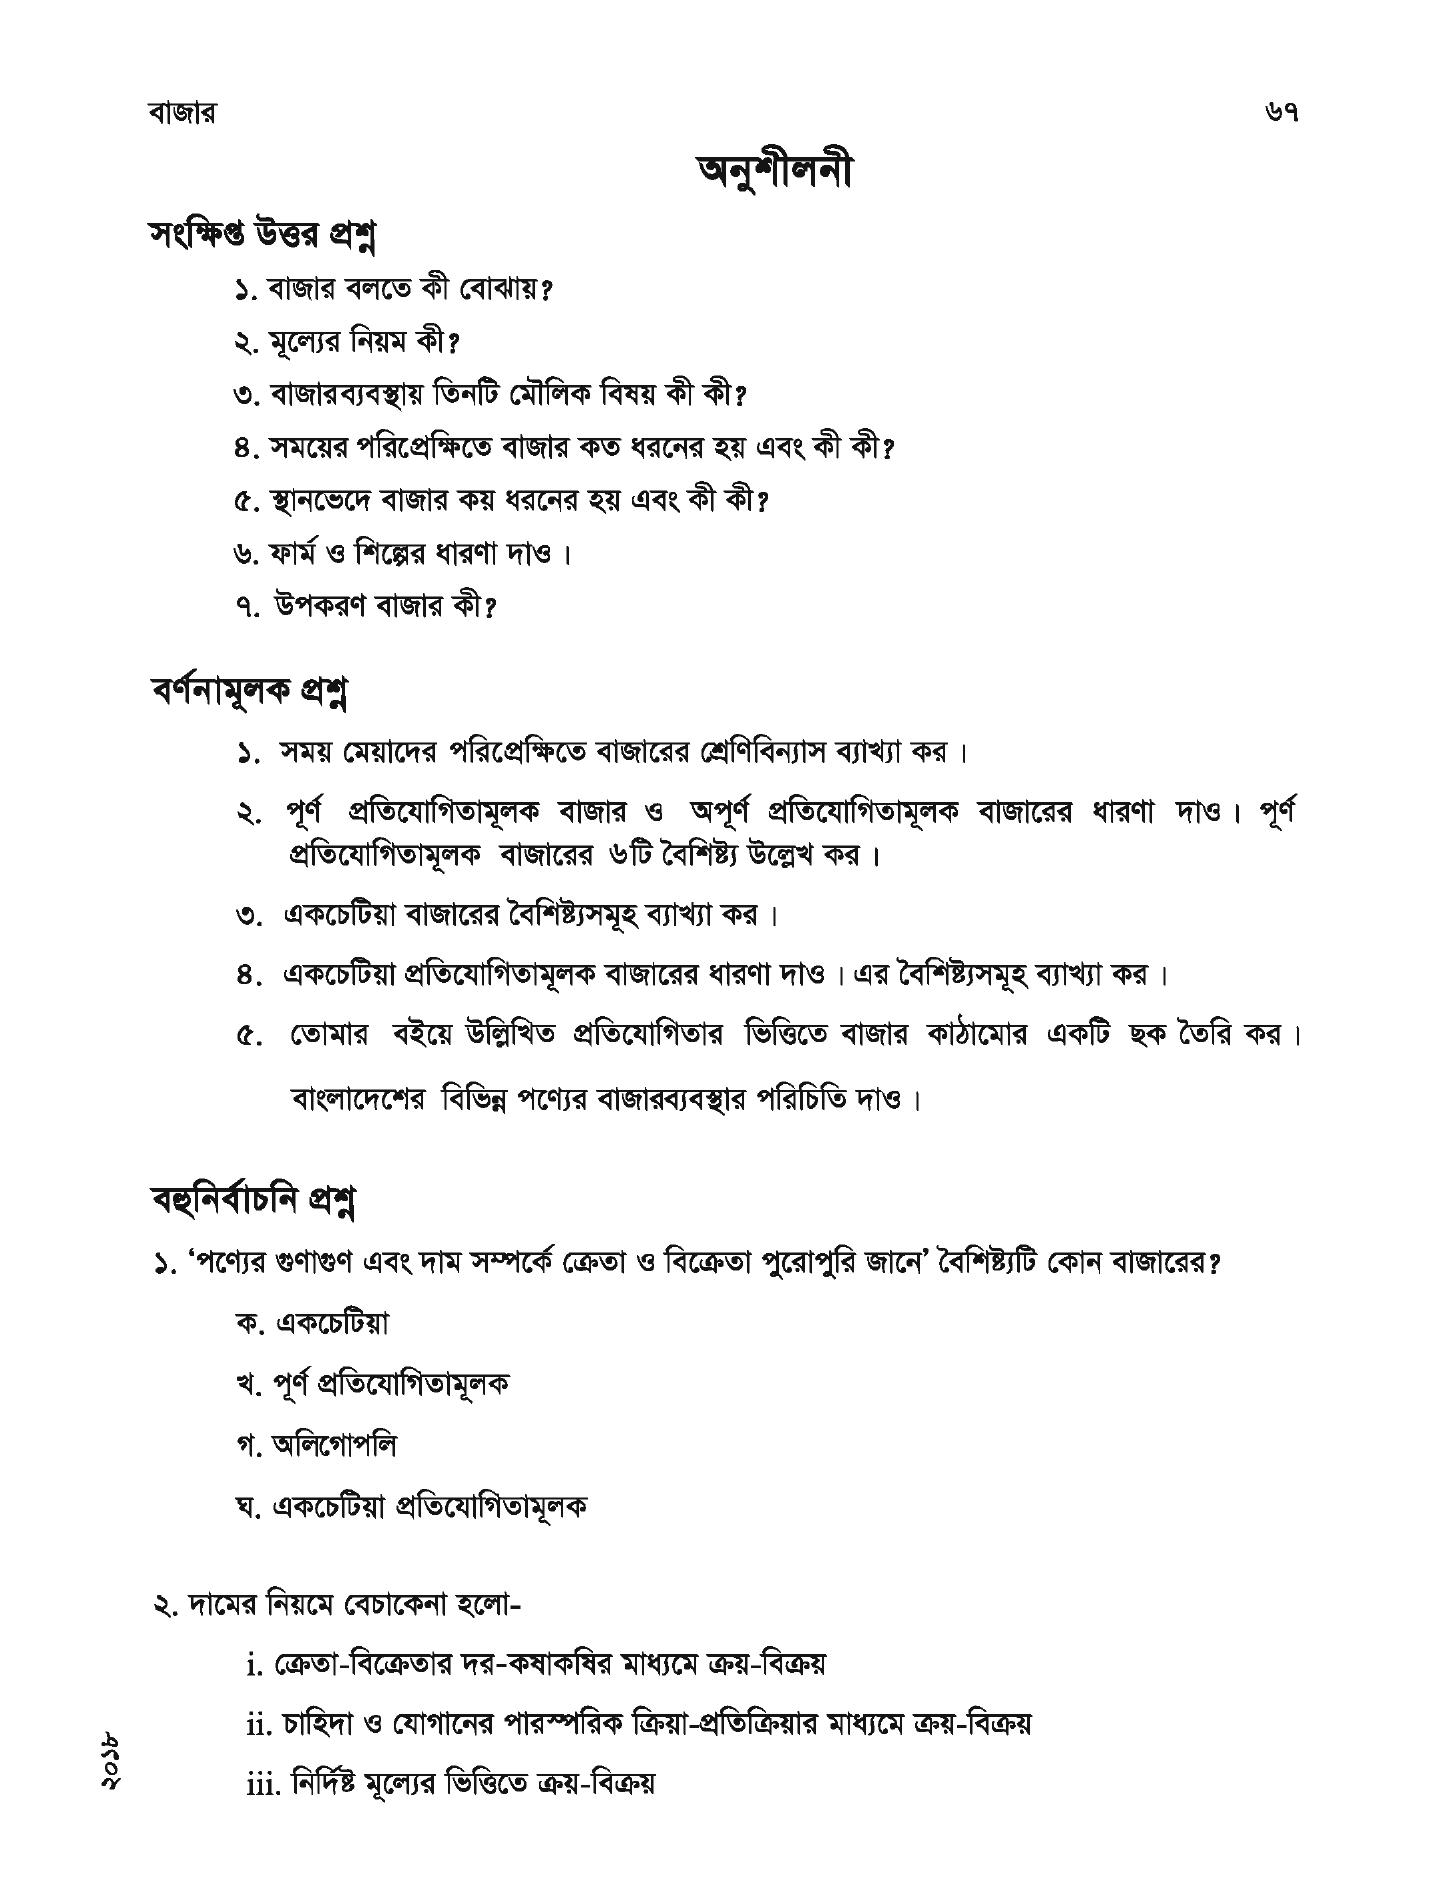 বাজার ৬৭
অনুশীলনী
সংক্ষিপ্ত উত্তর প্রশ্ন
১. বাজার বলতে কী বোঝায়?
২. মূল্যের নিয়ম কী?
৩. বাজারব্যবস্থায় তিনটি মৌলিক বিষয় কী কী?
৪. সময়ের পরিপ্রেক্ষিতে বাজার কত ধরনের হয় এবং কী কী?
৫. স্থানভেদে বাজার কয় ধরনের হয় এবং কী কী?
৬. ফার্ম ও শিল্পের ধারণা দাও।
৭. উপকরণ বাজার কী?
বর্ণনামূলক প্রশ্ন
১. সময় মেয়াদের পরিপ্রেক্ষিতে বাজারের শ্রেণিবিন্যাস ব্যাখ্যা কর।
২. পূর্ণ প্রতিযোগিতামূলক বাজার ও অপূর্ণ প্রতিযোগিতামূলক বাজারের ধারণা দাও। পূর্ণ
প্রতিযোগিতামূলক বাজারের ৬টি বৈশিষ্ট্য উল্লেখ কর।
৩. একচেটিয়া বাজারের বৈশিষ্ট্যসমূহ ব্যাখ্যা কর।
৪. একচেটিয়া প্রতিযোগিতামূলক বাজারের ধারণা দাও। এর বৈশিষ্ট্যসমূহ ব্যাখ্যা কর।
৫. তোমার বইয়ে উল্লিখিত প্রতিযোগিতার ভিত্তিতে বাজার কাঠামোর একটি ছক তৈরি কর।
বাংলাদেশের বিভিন্ন পণ্যের বাজারব্যবস্থার পরিচিতি দাও।
বহুনির্বাচনি প্রশ্ন
১. ‘পণ্যের গুণাগুণ এবং দাম সম্পর্কে ক্রেতা ও বিক্রেতা পুরোপুরি জানে’ বৈশিষ্ট্যটি কোন বাজারের?
ক. একচেটিয়া
খ. পূর্ণ প্রতিযোগিতামূলক
গ. অলিগোপলি
ঘ. একচেটিয়া প্রতিযোগিতামূলক
২. দামের নিয়মে বেচাকেনা হলো-
i. ক্রেতা-বিক্রেতার দর-কষাকষির মাধ্যমে ক্রয়-বিক্রয়
ii. চাহিদা ও যোগানের পারস্পরিক ক্রিয়া-প্রতিক্রিয়ার মাধ্যমে ক্রয়-বিক্রয়
iii. নির্দিষ্ট মূল্যের ভিত্তিতে ক্রয়-বিক্রয়
২০১৮